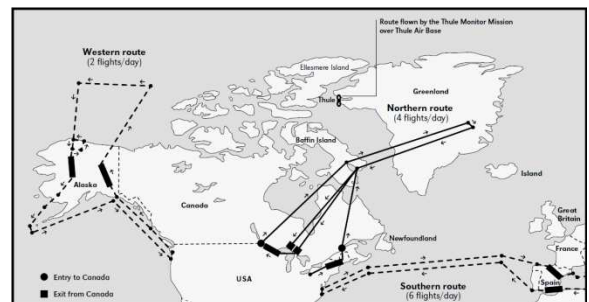 Route flown by the Thule Monitor Mission
over Thule Air Base
Western route
(2 flights/day)
Ellesmere Island
Greenland
Thule
Northern route
(4 flights/day)
Baffin Island
Island
Alaska
Canada
Great
Britain
Newfoundland
France
Entry to Canada
USA
Southern route
Spain
Exit from Canada
(6 flights/day)